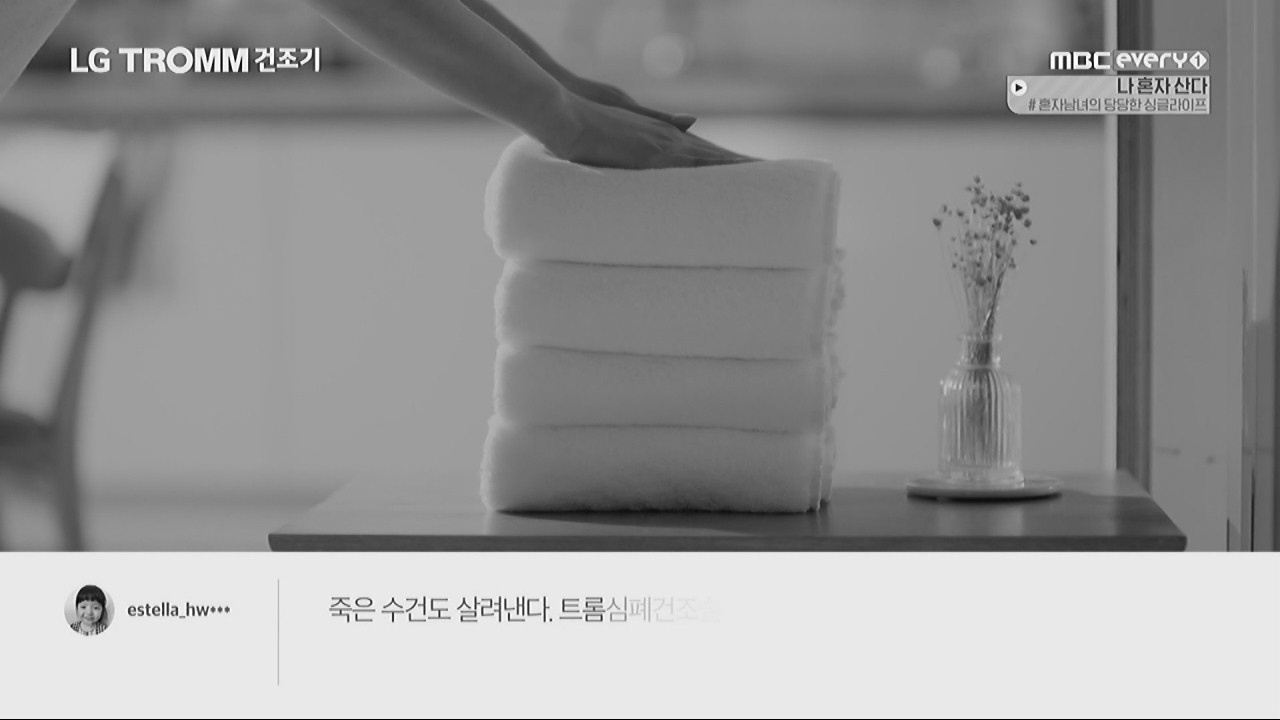 LG TROMM 건조기
MBC every1
나 혼자 산다
# 혼자남녀의 당당한 싱글라이프
estella_hw***
죽은 수건도 살려낸다. 트롬심폐건조술